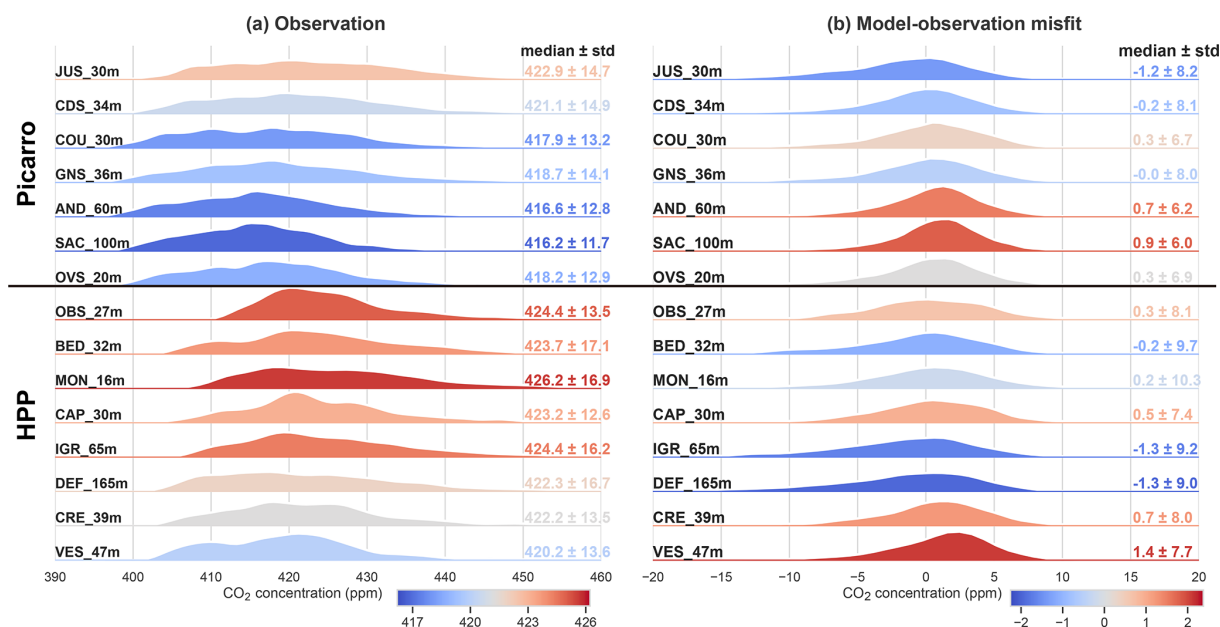 (a) Observation
(b) Model-observation misfit
median ± std
median ± std
Picarro
HPP
JUS_30m 422.9 ± 14.7
CDS_34m 421.1 ± 14.9
COU_30m 417.9 ± 13.2
GNS_36m 418.7 ± 14.1
AND_60m 416.6 ± 12.8
SAC_100m 416.2 ± 11.7
OVS_20m 418.2 ± 12.9
OBS_27m 424.4 ± 13.5
BED_32m 423.7 ± 17.1
MON_16m 426.2 ± 16.9
CAP_30m 423.2 ± 12.6
IGR_65m 424.4 ± 16.2
DEF_165m 422.3 ± 16.7
CRE_39m 422.2 ± 13.5
VES_47m 420.2 ± 13.6
390 400 410 420 430 440 450 460
CO₂ concentration (ppm)
417 420 423 426
JUS_30m -1.2 ± 8.2
CDS_34m -0.2 ± 8.1
COU_30m 0.3 ± 6.7
GNS_36m -0.0 ± 8.0
AND_60m 0.7 ± 6.2
SAC_100m 0.9 ± 6.0
OVS_20m 0.3 ± 6.9
OBS_27m 0.3 ± 8.1
BED_32m -0.2 ± 9.7
MON_16m 0.2 ± 10.3
CAP_30m 0.5 ± 7.4
IGR_65m -1.3 ± 9.2
DEF_165m -1.3 ± 9.0
CRE_39m 0.7 ± 8.0
VES_47m 1.4 ± 7.7
−20 −15 −10 −5 0 5 10 15 20
CO₂ concentration (ppm)
−2 −1 0 1 2